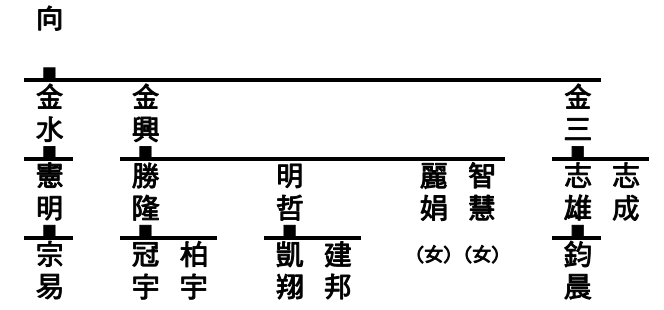 向
金水 金興 金三
憲明 勝隆 明哲 麗娟（女） 智慧（女） 志雄 志成
宗易 冠宇 柏宇 凱翔 建邦 鈞晨